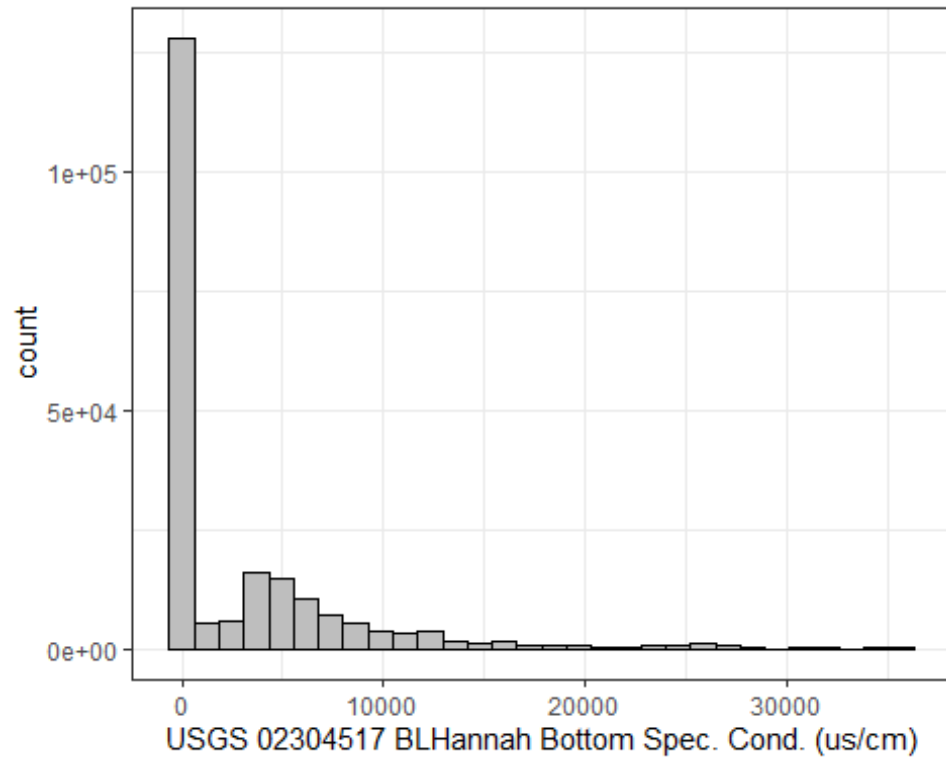 1e+05
count
5e+04
0e+00
0 10000 20000 30000
USGS 02304517 BLHannah Bottom Spec. Cond. (us/cm)